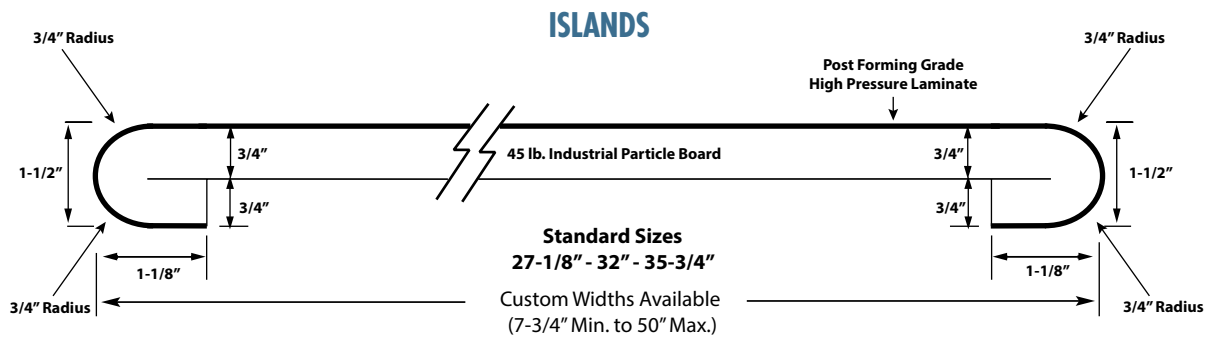 ISLANDS
3/4” Radius
3/4” Radius
Post Forming Grade
High Pressure Laminate
1-1/2”
3/4”
45 lb. Industrial Particle Board
3/4”
1-1/2”
3/4”
3/4”
Standard Sizes
27-1/8” - 32” - 35-3/4”
1-1/8”
1-1/8”
3/4” Radius
Custom Widths Available
3/4” Radius
(7-3/4” Min. to 50” Max.)